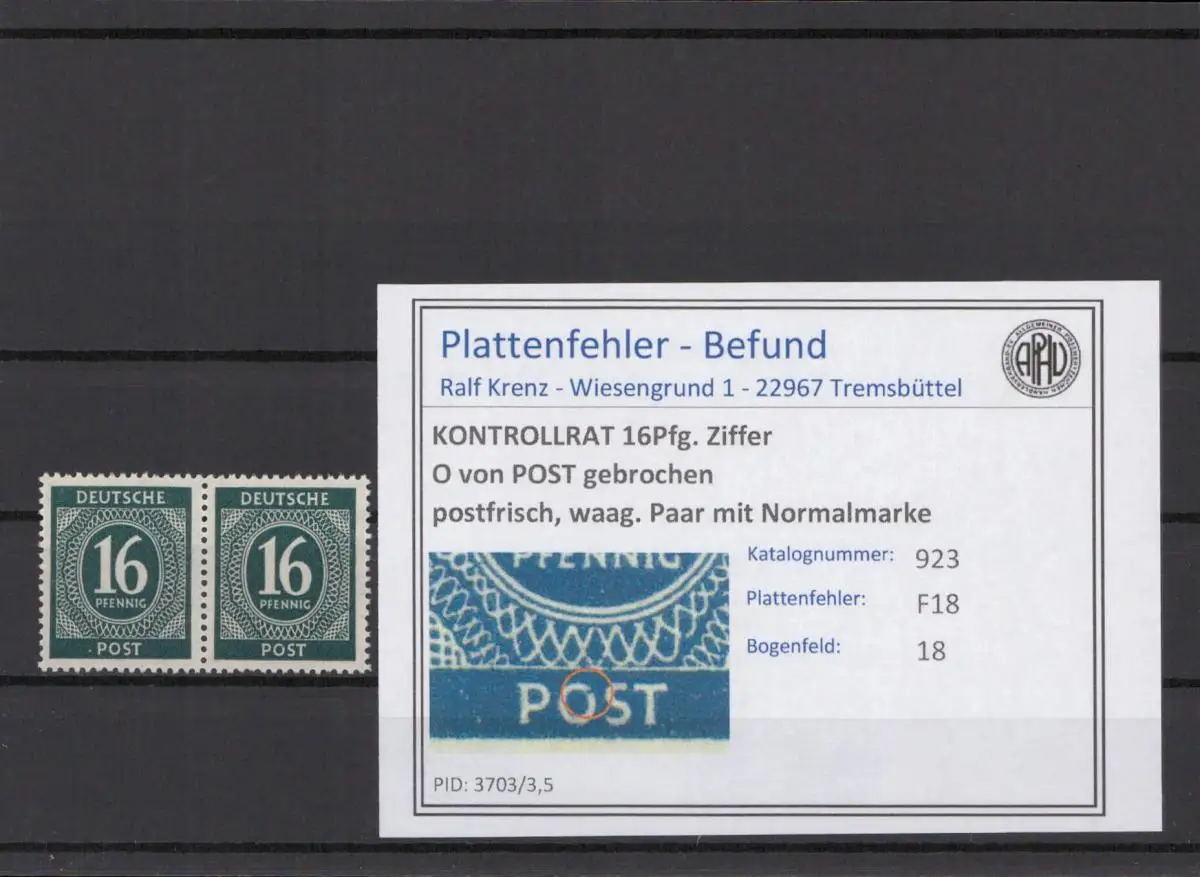 DEUTSCHE
16
PFENNIG
POST
DEUTSCHE
16
PFENNIG
POST
Plattenfehler - Befund
Ralf Krenz - Wiesengrund 1 - 22967 Tremsbüttel
APHV
KONTROLLRAT 16Pfg. Ziffer
O von POST gebrochen
postfrisch, waag. Paar mit Normalmarke
PFENNIG
POST
Katalognummer: 923
Plattenfehler: F18
Bogenfeld: 18
PID: 3703/3,5